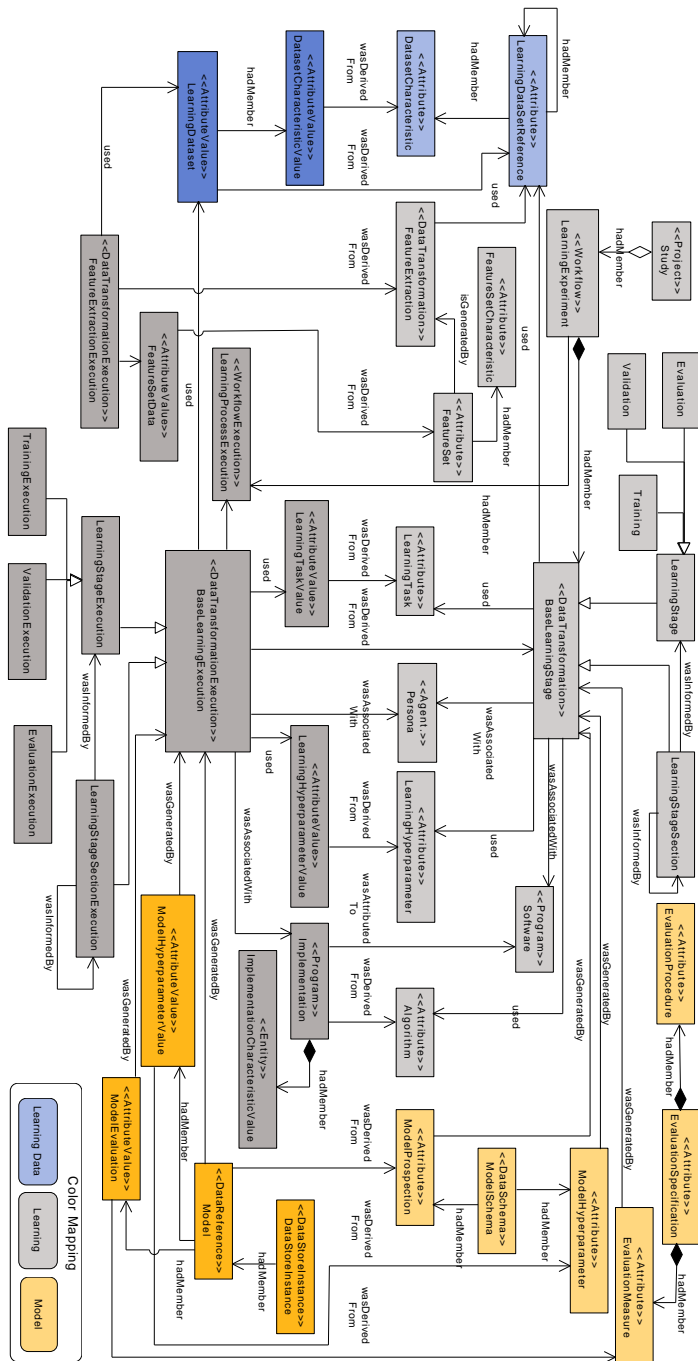 <<Project>>
Study
hadMember
Evaluation
Validation
Training
<<Workflow>>
LearningExperiment
hadMember
LearningStage
wasInformedBy
LearningStageSection
wasInformedBy
<<Attribute>>
EvaluationProcedure
hadMember
<<Attribute>>
EvaluationSpecification
hadMember
<<Attribute>>
EvaluationMeasure
wasGeneratedBy
hadMember
<<Attribute>>
LearningDataSetReference
used
used
<<DataTransformation>>
BaseLearningStage
wasAssociatedWith
<<Program>>
Software
wasGeneratedBy
wasGeneratedBy
<<Attribute>>
ModelHyperparameter
hadMember
<<DataSchema>>
ModelSchema
hadMember
hadMember
<<Attribute>>
DatasetCharacteristic
<<DataTransformation>>
FeatureExtraction
isGeneratedBy
<<Attribute>>
FeatureSetCharacteristic
hadMember
<<Attribute>>
FeatureSet
hadMember
used
<<Attribute>>
LearningTask
wasAssociated
With
<<Agent.>>
Persona
used
<<Attribute>>
LearningHyperparameter
used
<<Attribute>>
Algorithm
<<Attribute>>
ModelProspection
wasDerived
From
wasDerived
From
wasDerived
From
wasDerived
From
wasDerived
From
wasDerived
From
wasAssociated
With
wasDerived
From
wasAttributed
To
wasDerived
From
wasDerived
From
wasDerived
From
wasDerived
From
<<AttributeValue>>
DatasetCharacteristicValue
hadMember
<<AttributeValue>>
LearningTaskValue
used
<<AttributeValue>>
LearningHyperparameterValue
used
<<Program>>
Implementation
hadMember
<<Entity>>
ImplementationCharacteristicValue
wasAssociatedWith
<<DataStoreInstance>>
DataStoreInstance
hadMember
<<AttributeValue>>
LearningDataset
used
<<WorkflowExecution>>
LearningProcessExecution
<<DataTransformationExecution>>
BaseLearningExecution
wasGeneratedBy
wasGeneratedBy
<<DataReference>>
Model
hadMember
hadMember
<<AttributeValue>>
ModelHyperparameterValue
used
<<DataTransformationExecution>>
FeatureExtractionExecution
<<AttributeValue>>
FeatureSetData
used
LearningStageExecution
wasInformedBy
LearningStageSectionExecution
wasInformedBy
wasGeneratedBy
<<AttributeValue>>
ModelEvaluation
TrainingExecution
ValidationExecution
EvaluationExecution
Color Mapping
Learning Data
Learning
Model